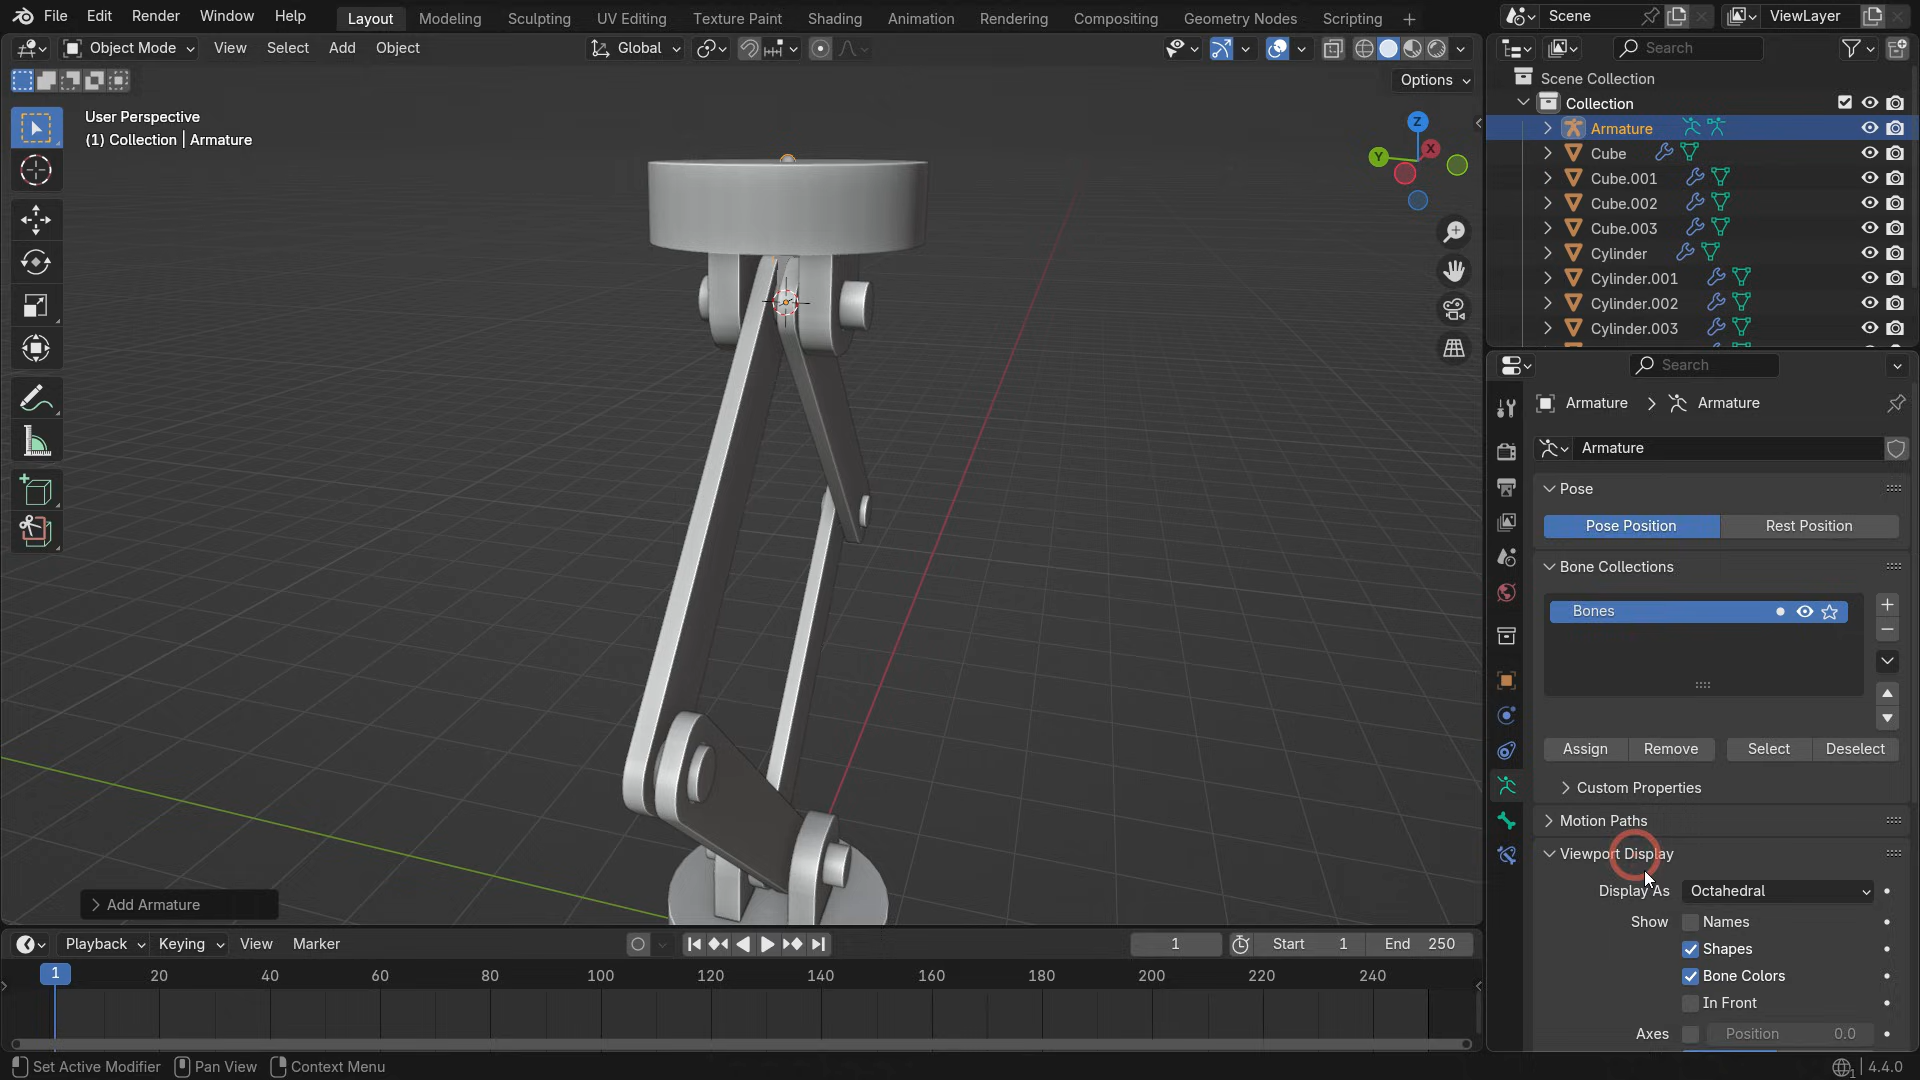 File Edit Render Window Help
Layout Modeling Sculpting UV Editing Texture Paint Shading Animation Rendering Compositing Geometry Nodes Scripting
Scene ViewLayer
Object Mode View Select Add Object Global Search
Options
User Perspective
(1) Collection | Armature
Z
Y
X
Scene Collection
Collection
Armature
Cube
Cube.001
Cube.002
Cube.003
Cylinder
Cylinder.001
Cylinder.002
Cylinder.003
Search
Armature Armature
Armature
Pose
Pose Position Rest Position
Bone Collections
Bones
Assign Remove Select Deselect
Custom Properties
Motion Paths
Viewport Display
Display As Octahedral
Show Names
Shapes
Bone Colors
In Front
Axes Position 0.0
Add Armature
Playback Keying View Marker 1 Start 1 End 250
1 20 40 60 80 100 120 140 160 180 200 220 240
Set Active Modifier Pan View Context Menu 1 4.4.0